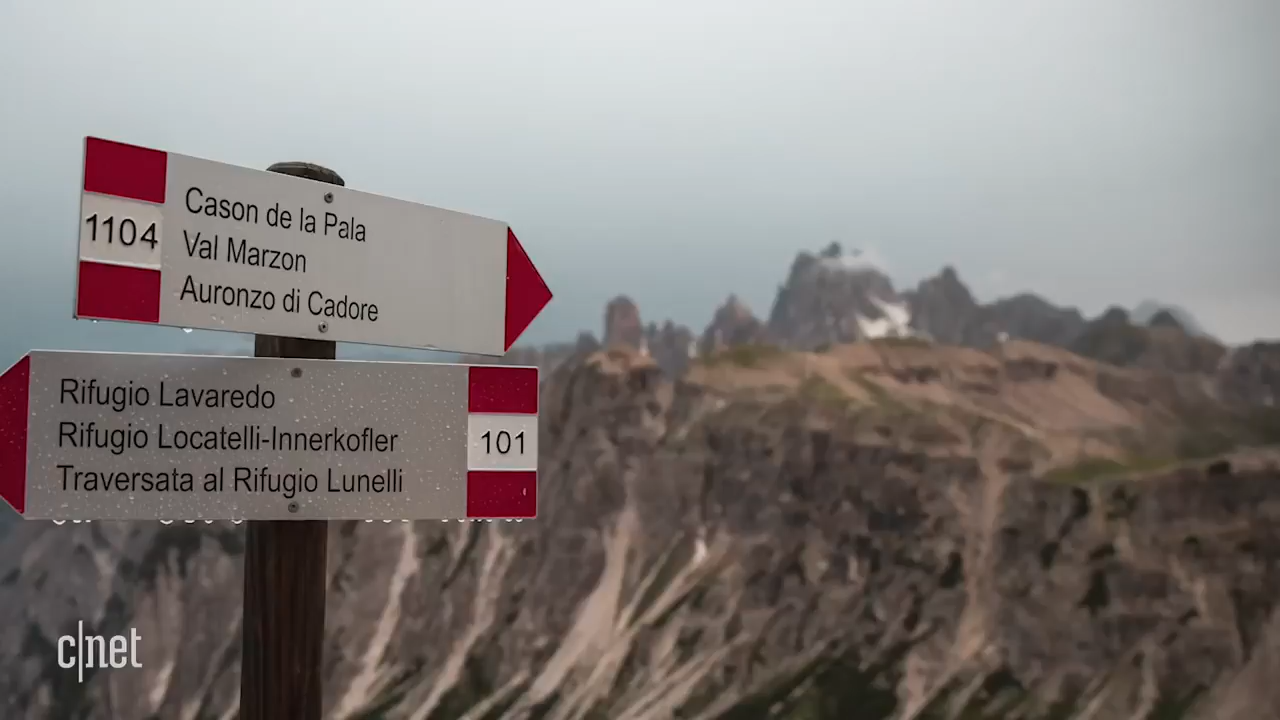 1104
Cason de la Pala
Val Marzon
Auronzo di Cadore
Rifugio Lavaredo
Rifugio Locatelli-Innerkofler
Traversata al Rifugio Lunelli
101
c|net